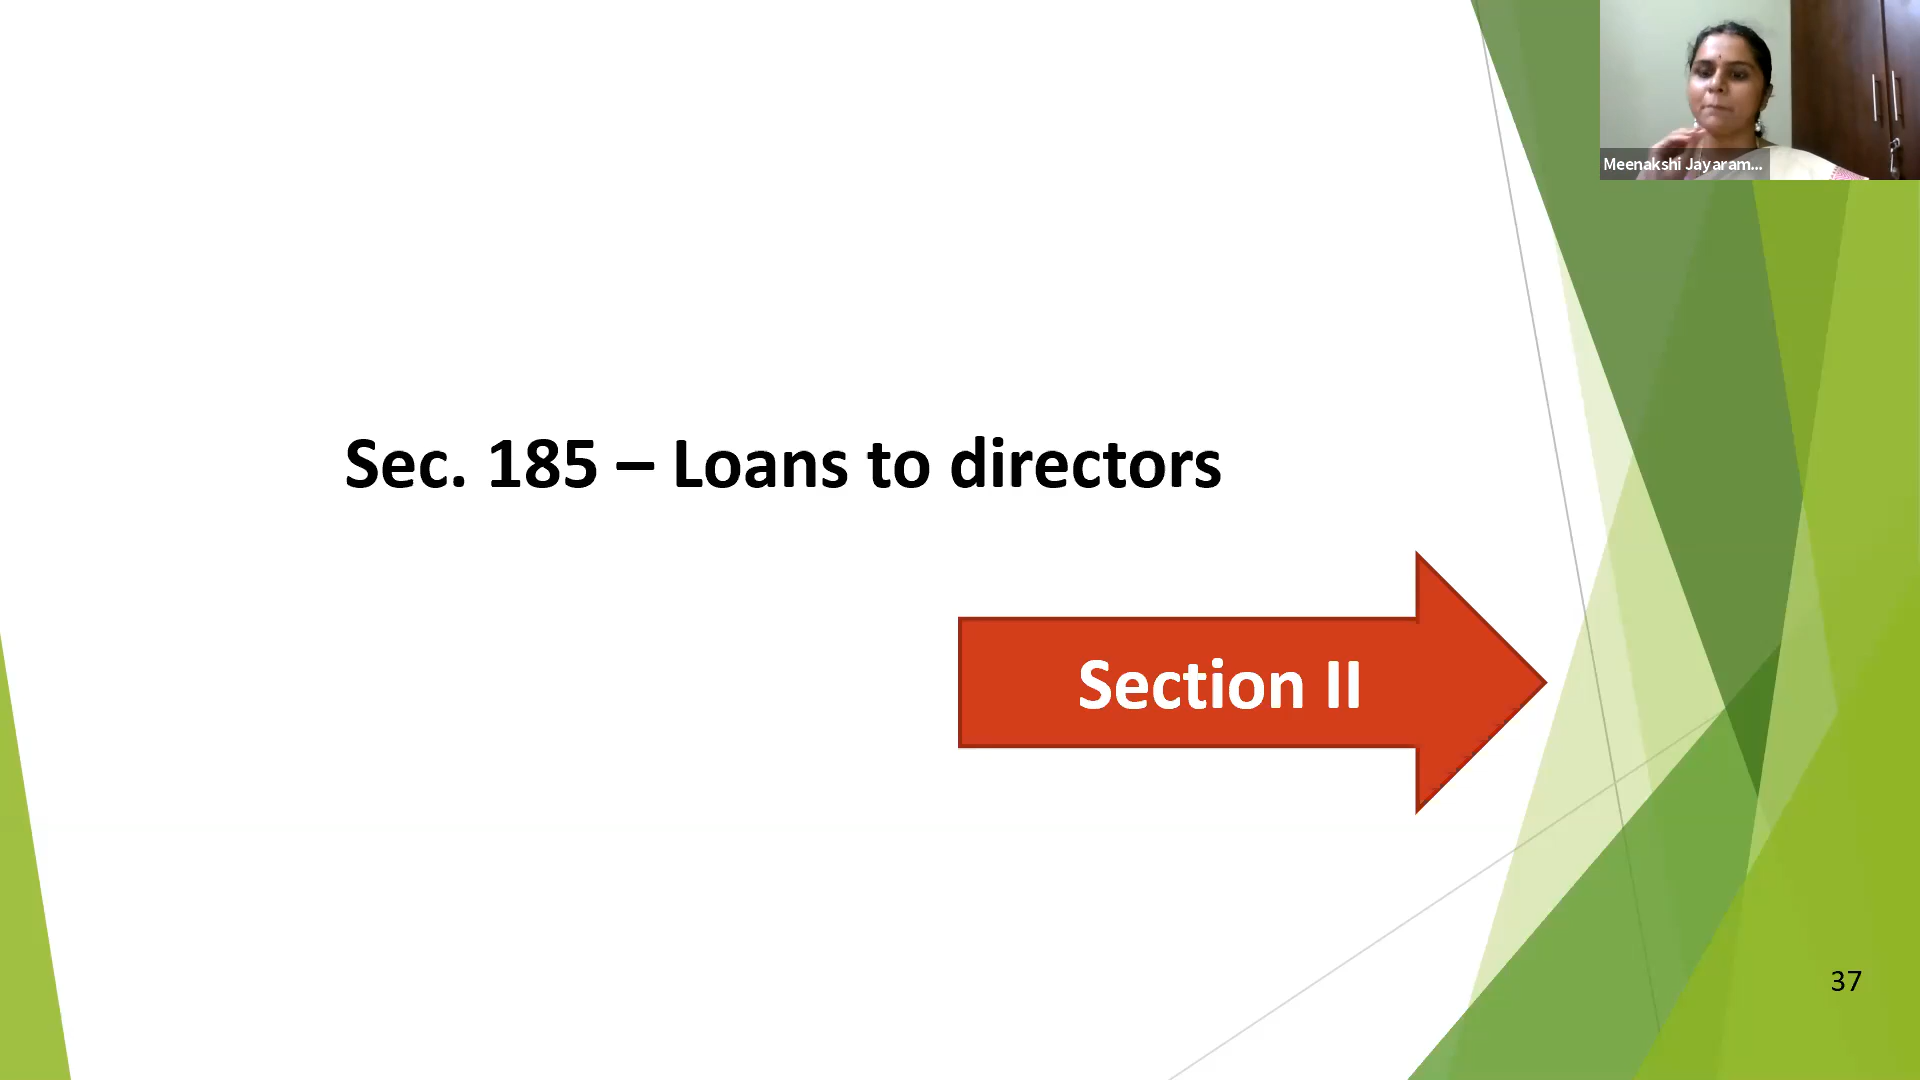 Meenakshi Jayaram...
Sec. 185 – Loans to directors
Section II
37